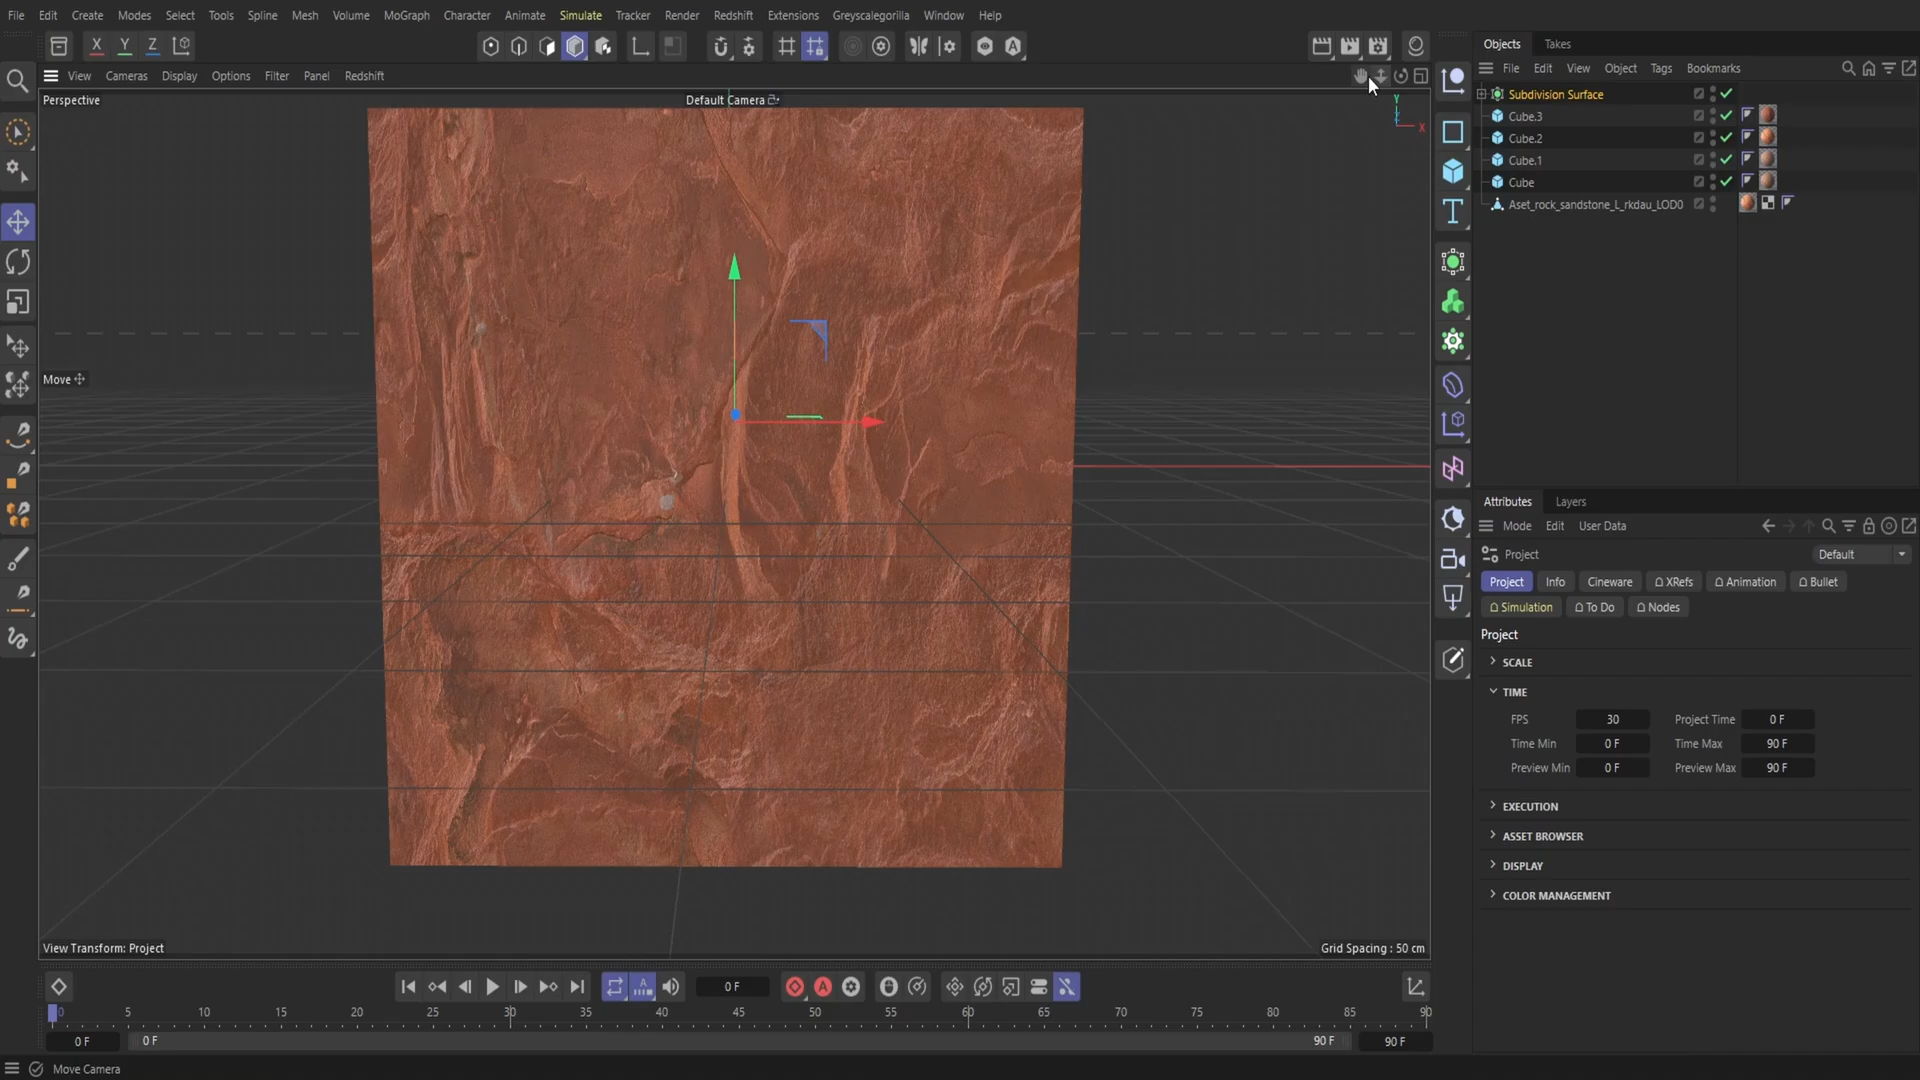 File Edit Create Modes Select Tools Spline Mesh Volume MoGraph Character Animate Simulate Tracker Render Redshift Extensions Greyscalegorilla Window Help
X Y Z
View Cameras Display Options Filter Panel Redshift
Perspective
Default Camera
Y
Z
X
Move
View Transform: Project
Grid Spacing : 50 cm
0 F
0 5 10 15 20 25 30 35 40 45 50 55 60 65 70 75 80 85 90
0 F 0 F 90 F 90 F
Move Camera
Objects Takes
File Edit View Object Tags Bookmarks
Subdivision Surface
Cube.3
Cube.2
Cube.1
Cube
Aset_rock_sandstone_L_rkdau_LOD0
Attributes Layers
Mode Edit User Data
Project Default
Project Info Cineware XRefs Animation Bullet
Simulation To Do Nodes
Project
SCALE
TIME
FPS 30 Project Time 0 F
Time Min 0 F Time Max 90 F
Preview Min 0 F Preview Max 90 F
EXECUTION
ASSET BROWSER
DISPLAY
COLOR MANAGEMENT